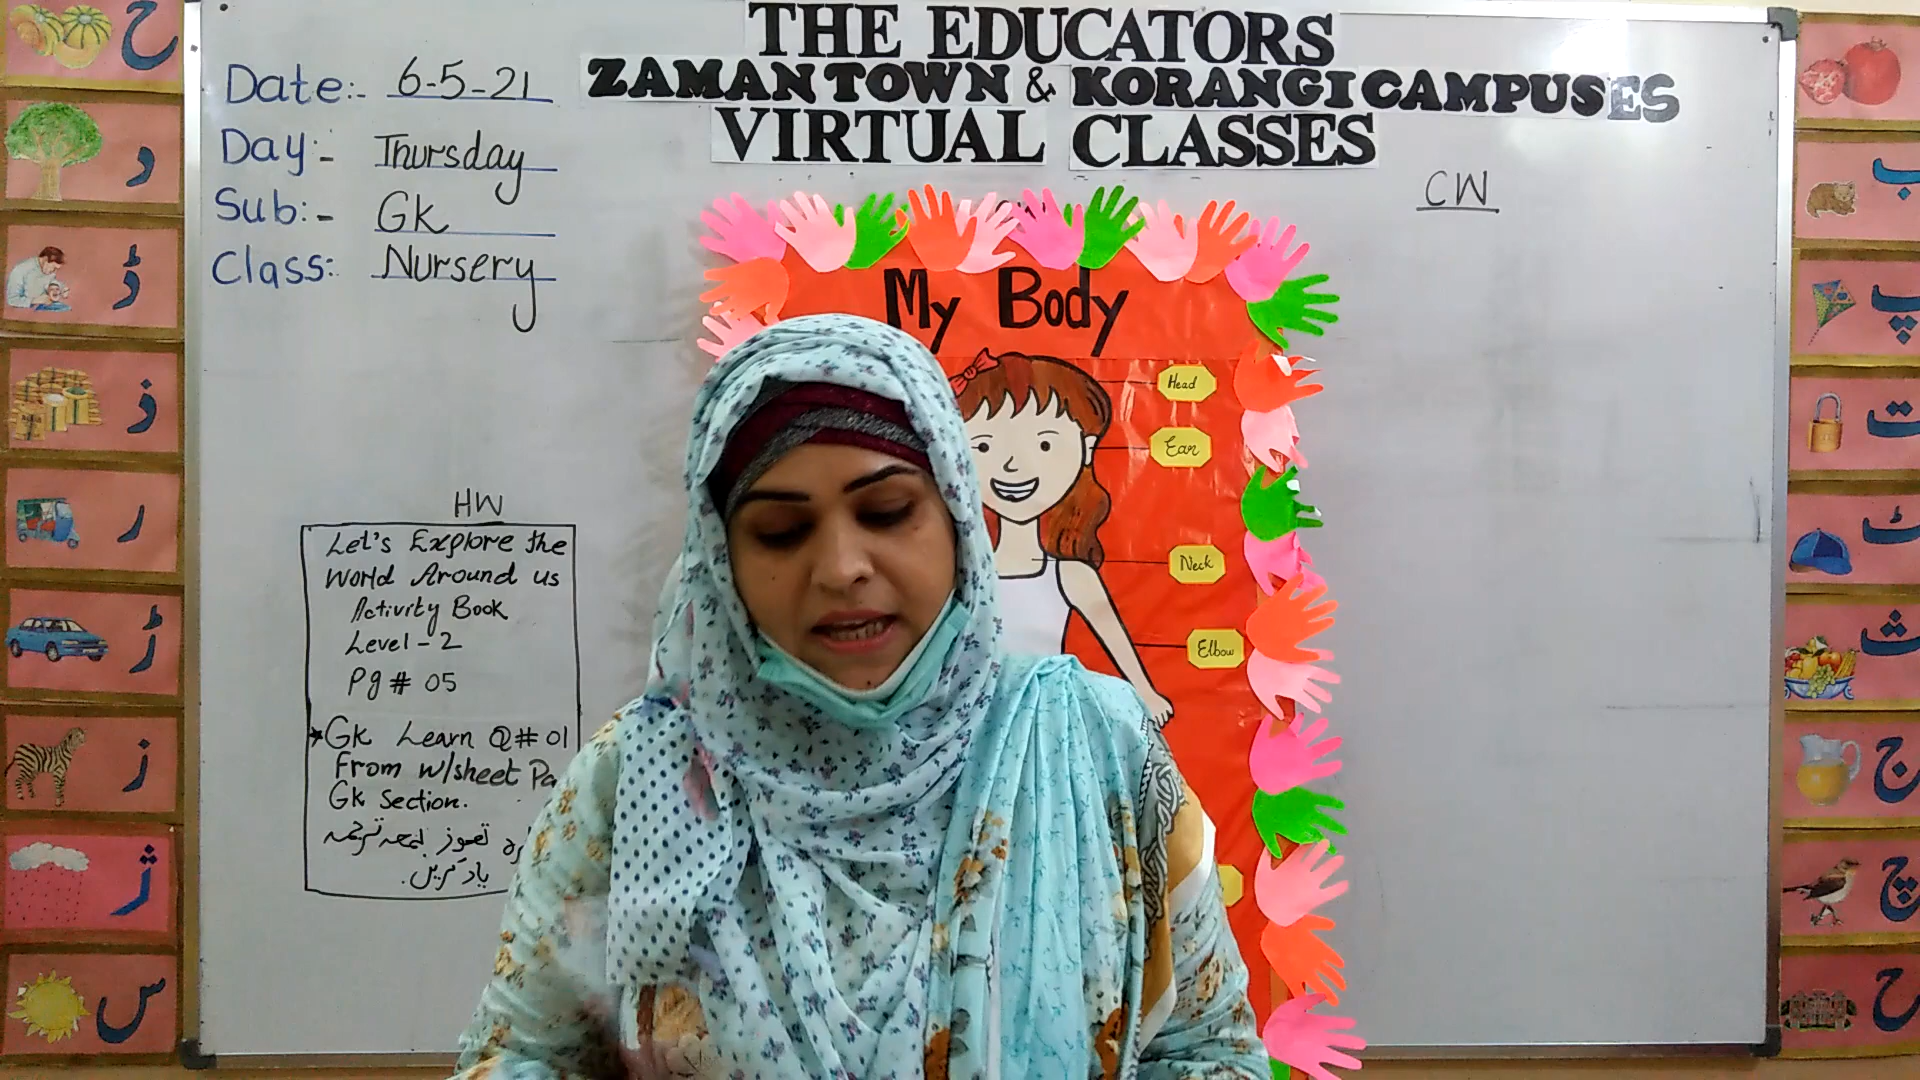 THE EDUCATORS
ZAMAN TOWN & KORANGI CAMPUSES
VIRTUAL CLASSES
Date:- 6-5-21
Day:- Thursday
Sub:- Gk
Class: Nursery
CW
My Body
Head
Ear
Neck
Elbow
HW
Let's Explore the
World Around us
Activity Book
Level-2
Pg# 05
*Gk Learn Q#01
From w/sheet
Gk Section.
تعوز بمعہ ترجمہ
یاد کریں۔
ح
د
ڈ
ذ
ر
ڑ
ز
ژ
س
ب
پ
ت
ٹ
ث
ج
چ
ح